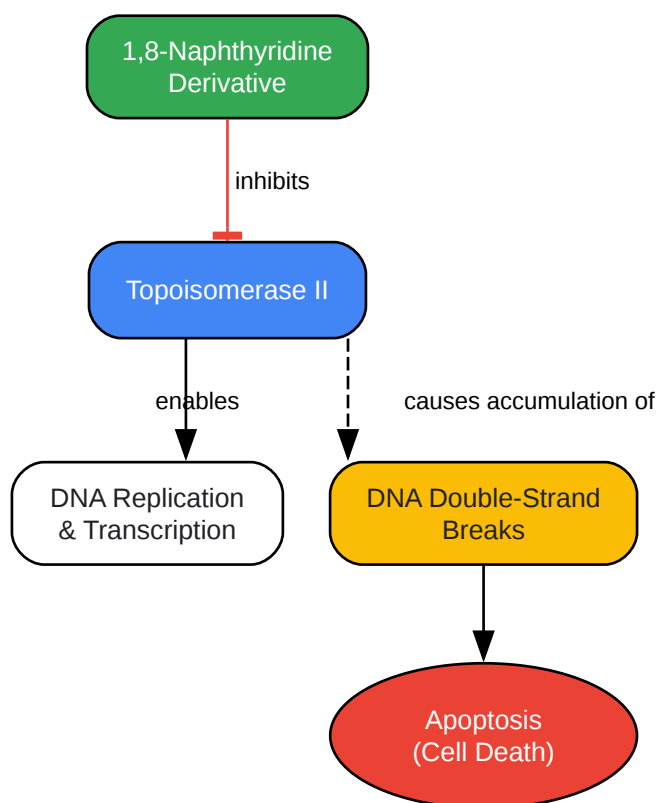 1,8-Naphthyridine
Derivative
inhibits
Topoisomerase II
enables
causes accumulation of
DNA Replication
& Transcription
DNA Double-Strand
Breaks
Apoptosis
(Cell Death)